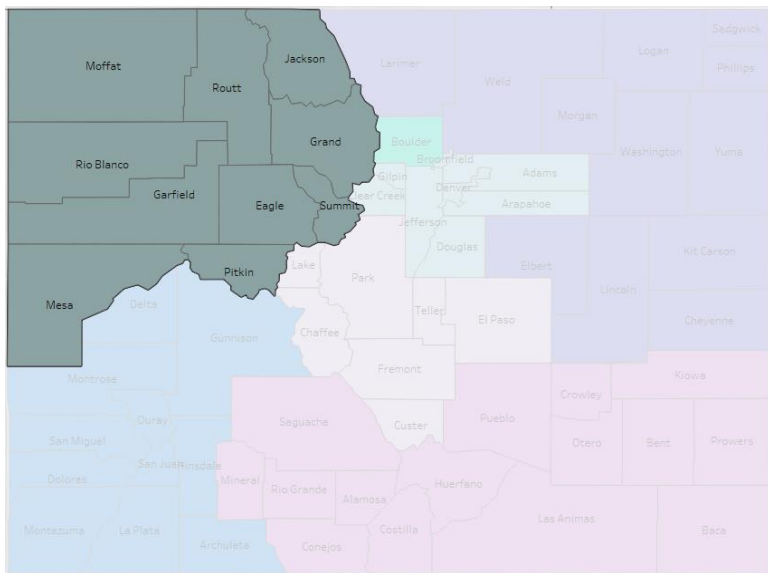 Sedgwick
Moffat
Jackson
Larimer
Logan
Phillips
Routt
Weld
Morgan
Grand
Boulder
Washington
Yuma
Rio Blanco
Broomfield
Gilpin
Adams
Denver
Garfield
Clear Creek
Arapahoe
Eagle
Summit
Jefferson
Douglas
Kit Carson
Elbert
Pitkin
Lake
Park
Lincoln
Mesa
Delta
Teller
El Paso
Cheyenne
Gunnison
Chaffee
Fremont
Montrose
Kiowa
Crowley
Custer
Pueblo
Ouray
Saguache
San Miguel
Otero
Bent
Prowers
San Juan
Hinsdale
Dolores
Mineral
Rio Grande
Huerfano
Alamosa
Las Animas
Montezuma
La Plata
Costilla
Baca
Archuleta
Conejos